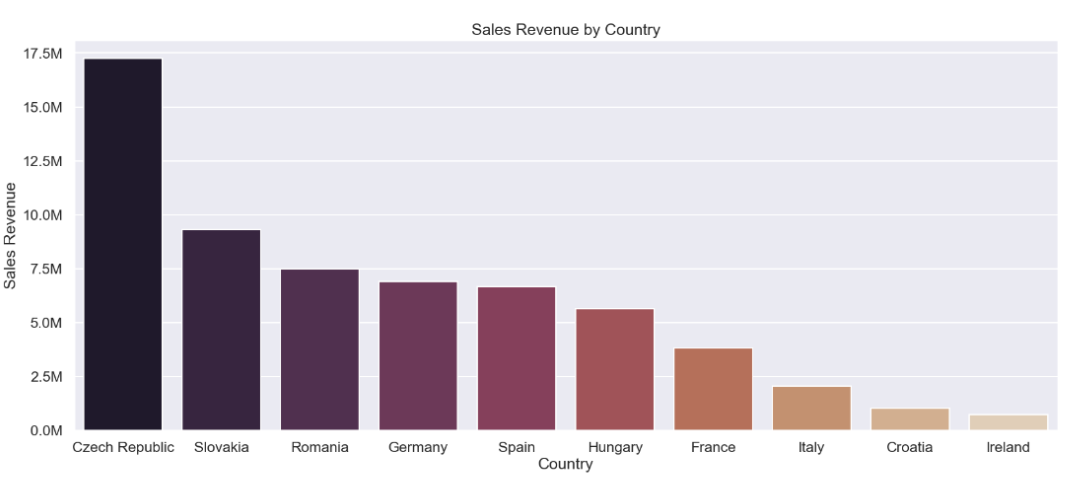 Sales Revenue by Country
Sales Revenue
17.5M
15.0M
12.5M
10.0M
7.5M
5.0M
2.5M
0.0M
Czech Republic Slovakia Romania Germany Spain Hungary France Italy Croatia Ireland
Country